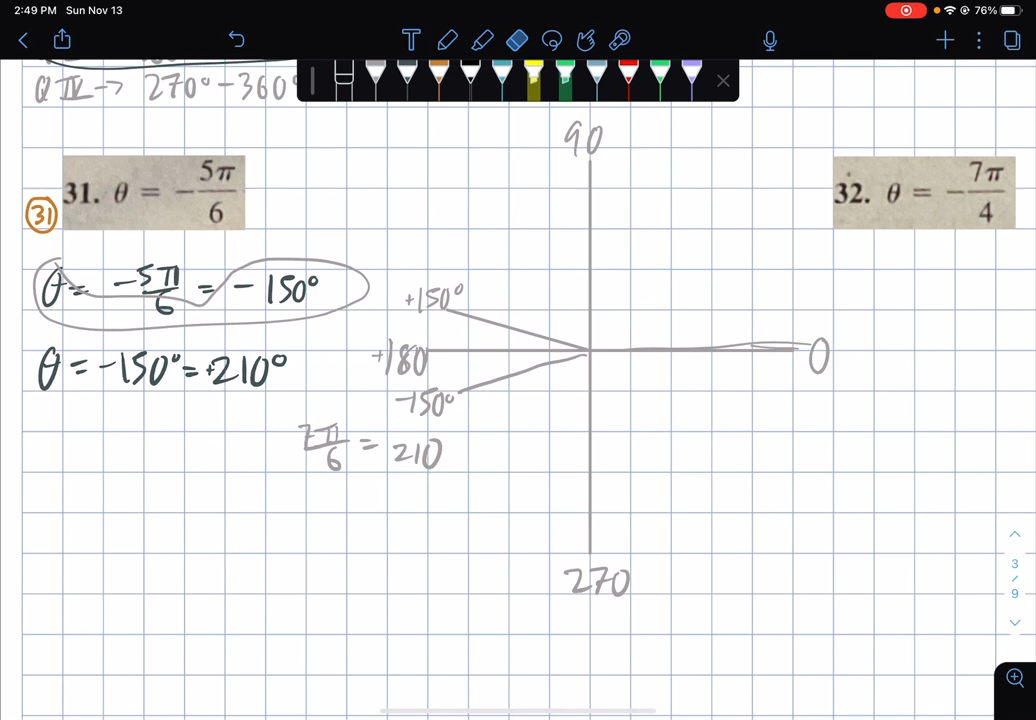 2:49 PM Sun Nov 13
76%
T
QIV → 270° - 360°
90
31. θ = -5π/6
32. θ = -7π/4
31
θ = -5π/6 = -150°
+150°
θ = -150° = +210°
+180
0
-150°
7π/6 = 210
270
3
/
9